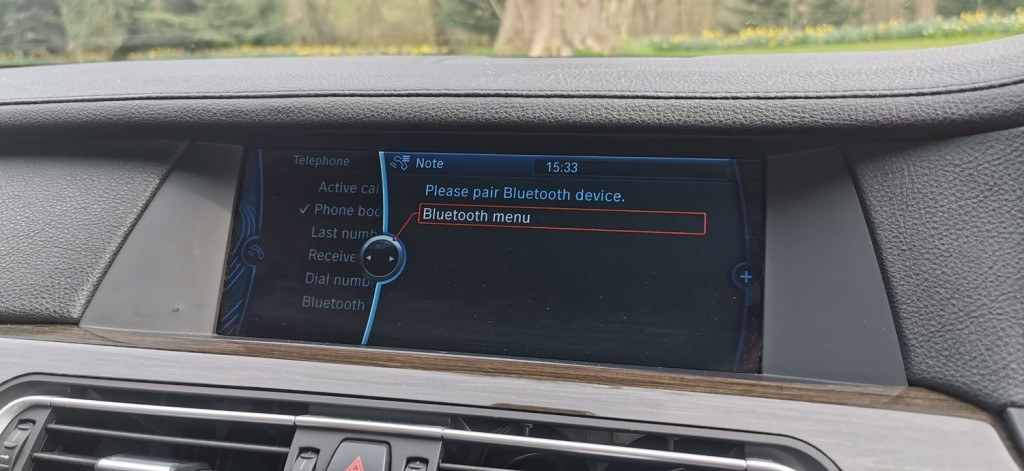 Telephone
Active cal
Phone boo
Last numb
Receive
Dial numb
Bluetooth
Note
15:33
Please pair Bluetooth device.
Bluetooth menu